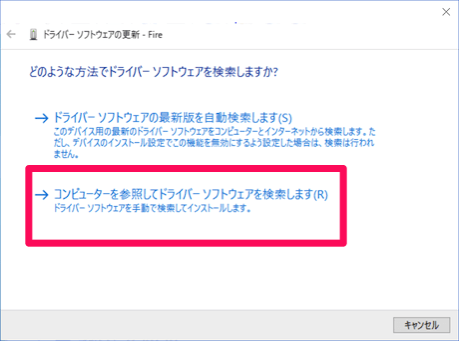 ドライバー ソフトウェアの更新 - Fire
どのような方法でドライバー ソフトウェアを検索しますか?
ドライバー ソフトウェアの最新版を自動検索します(S)
このデバイス用の最新のドライバー ソフトウェアをコンピューターとインターネットから検索します。た
だし、デバイスのインストール設定でこの機能を無効にするよう設定した場合は、検索は行われ
ません。
コンピューターを参照してドライバー ソフトウェアを検索します(R)
ドライバー ソフトウェアを手動で検索してインストールします。
キャンセル